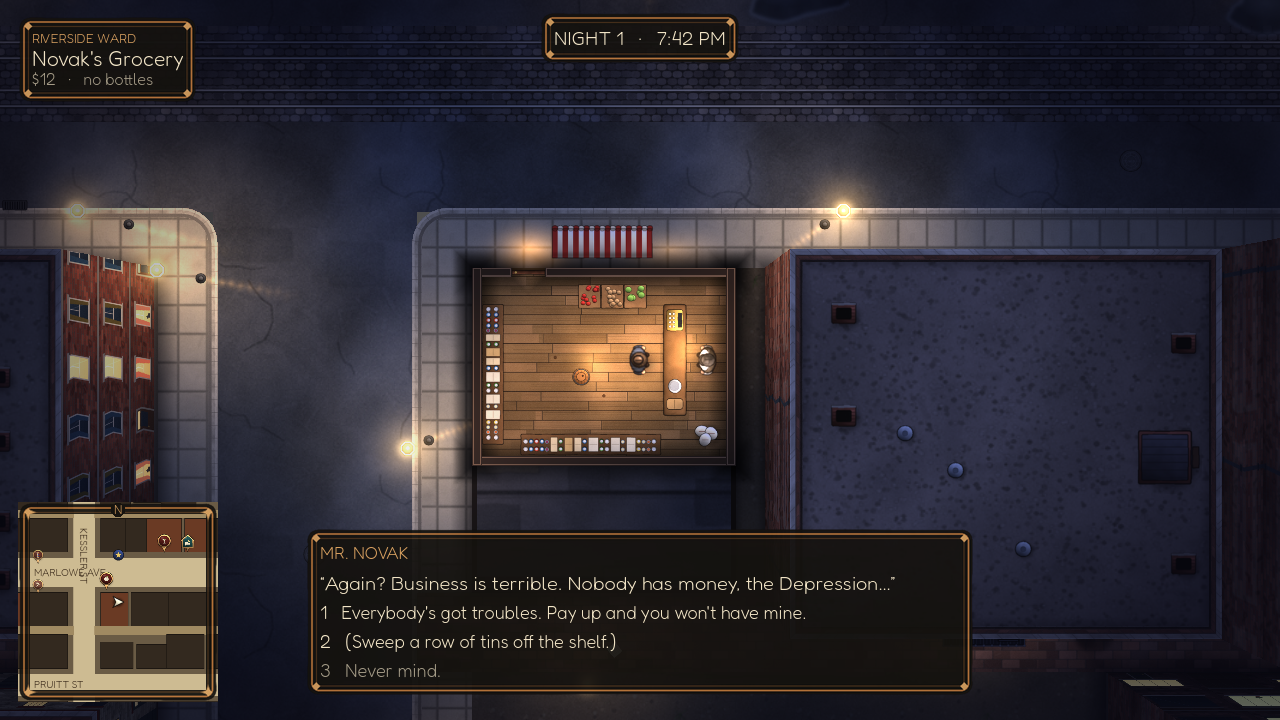 RIVERSIDE WARD
Novak's Grocery
$12 · no bottles
NIGHT 1 · 7:42 PM
N
KESSLER ST
MARLOWE AVE
PRUITT ST
MR. NOVAK
"Again? Business is terrible. Nobody has money, the Depression..."
1 Everybody's got troubles. Pay up and you won't have mine.
2 (Sweep a row of tins off the shelf.)
3 Never mind.